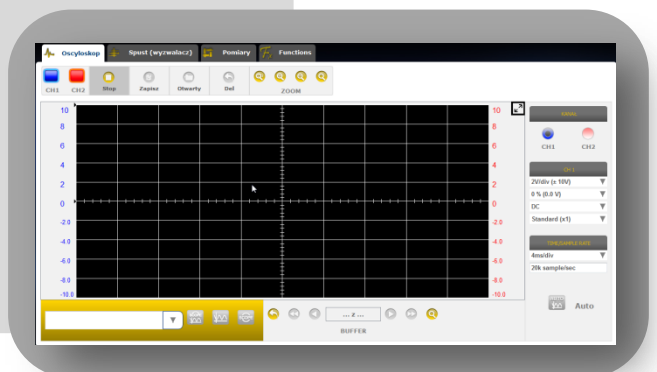 Oscyloskop Spust (wyzwalacz) Pomiary Functions
CH1 CH2 Stop Zapisz Otwarty Del ZOOM
10 10
8 8
6 6
4 4
2 2
0 0
-2.0 -2.0
-4.0 -4.0
-6.0 -6.0
-8.0 -8.0
-10.0 -10.0
KANAŁ
CH1 CH2
CH 1
2V/div (± 10V)
0 % (0.0 V)
DC
Standard (x1)
TIME/SAMPLE RATE
4ms/div
20k sample/sec
Auto
... z ...
BUFFER